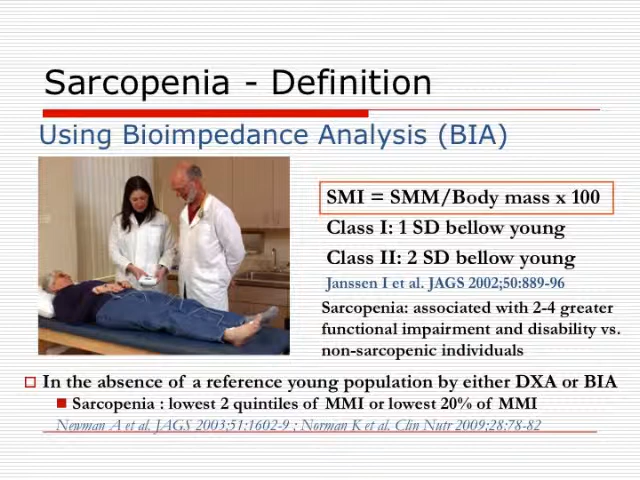 Sarcopenia - Definition
Using Bioimpedance Analysis (BIA)
SMI = SMM/Body mass x 100
Class I: 1 SD bellow young
Class II: 2 SD bellow young
Janssen I et al. JAGS 2002;50:889-96
Sarcopenia: associated with 2-4 greater
functional impairment and disability vs.
non-sarcopenic individuals
In the absence of a reference young population by either DXA or BIA
Sarcopenia : lowest 2 quintiles of MMI or lowest 20% of MMI
Newman A et al. JAGS 2003;51:1602-9 ; Norman K et al. Clin Nutr 2009;28:78-82